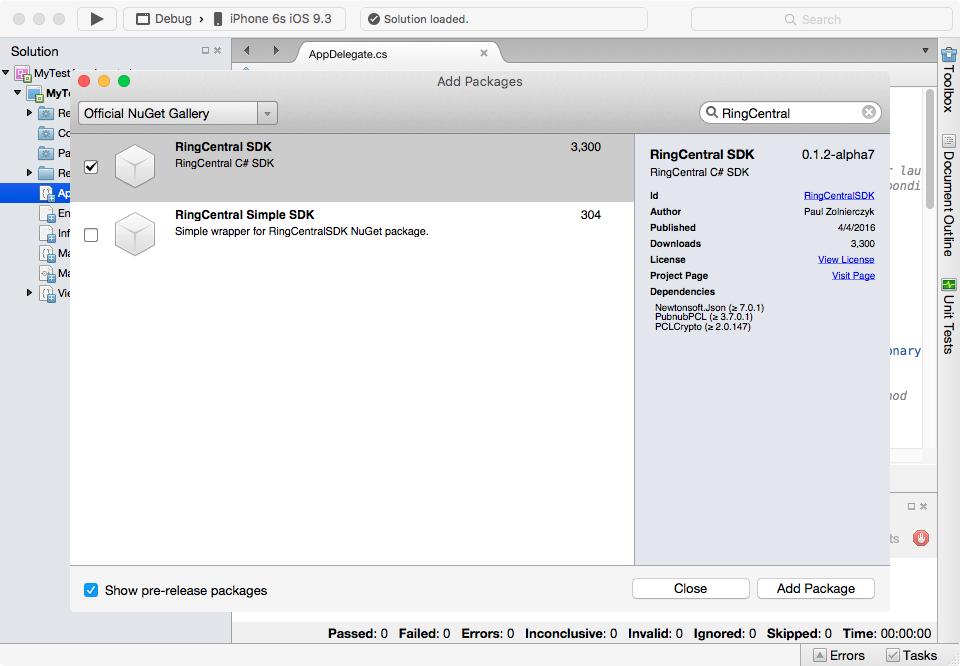 Debug › iPhone 6s iOS 9.3
Solution loaded.
Search
Solution
AppDelegate.cs
MyTest
MyTe
Re
Co
Pa
Re
Ap
En
Inf
Ma
Ma
Vie
Add Packages
Official NuGet Gallery
RingCentral
RingCentral SDK 3,300
RingCentral C# SDK
RingCentral Simple SDK 304
Simple wrapper for RingCentralSDK NuGet package.
RingCentral SDK 0.1.2-alpha7
RingCentral C# SDK
Id RingCentralSDK
Author Paul Zolnierczyk
Published 4/4/2016
Downloads 3,300
License View License
Project Page Visit Page
Dependencies
Newtonsoft.Json (≥ 7.0.1)
PubnubPCL (≥ 3.7.0.1)
PCLCrypto (≥ 2.0.147)
Show pre-release packages
Close
Add Package
r lau
pondi
onary
hod
ts
Toolbox
Document Outline
Unit Tests
Passed: 0 Failed: 0 Errors: 0 Inconclusive: 0 Invalid: 0 Ignored: 0 Skipped: 0 Time: 00:00:00
Errors
Tasks